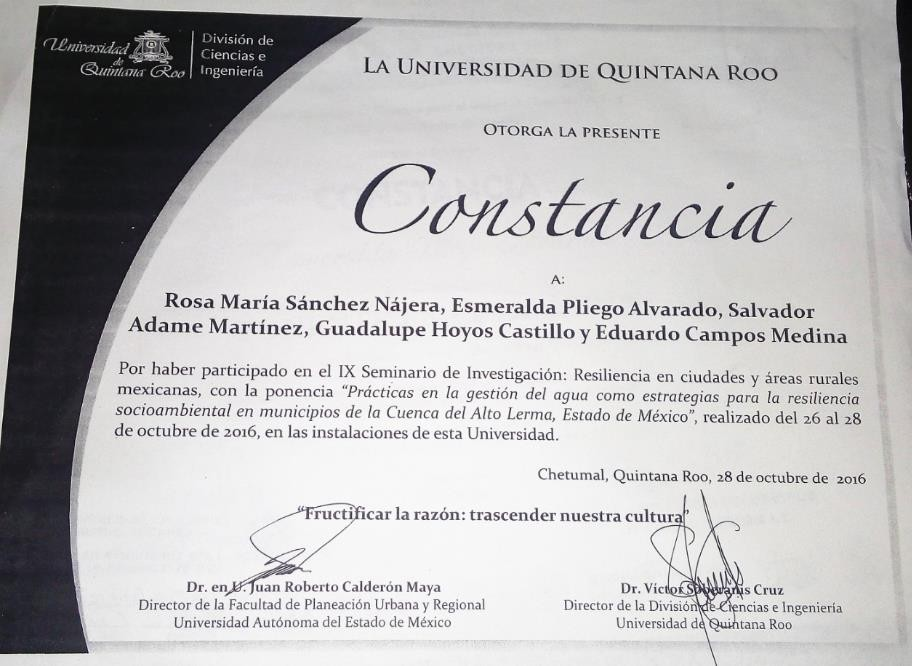 Universidad
de
Quintana Roo
División de
Ciencias e
Ingeniería
LA UNIVERSIDAD DE QUINTANA ROO
OTORGA LA PRESENTE
Constancia
A:
Rosa María Sánchez Nájera, Esmeralda Pliego Alvarado, Salvador
Adame Martínez, Guadalupe Hoyos Castillo y Eduardo Campos Medina
Por haber participado en el IX Seminario de Investigación: Resiliencia en ciudades y áreas rurales
mexicanas, con la ponencia “Prácticas en la gestión del agua como estrategias para la resiliencia
socioambiental en municipios de la Cuenca del Alto Lerma, Estado de México”, realizado del 26 al 28
de octubre de 2016, en las instalaciones de esta Universidad.
Chetumal, Quintana Roo, 28 de octubre de 2016
“Fructificar la razón: trascender nuestra cultura”
Dr. en U. Juan Roberto Calderón Maya
Director de la Facultad de Planeación Urbana y Regional
Universidad Autónoma del Estado de México
Dr. Víctor Soberanis Cruz
Director de la División de Ciencias e Ingeniería
Universidad de Quintana Roo